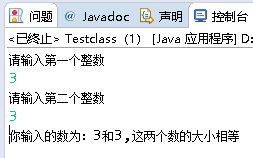 问题 @ Javadoc 声明 控制台
<已终止> Testclass (1) [Java 应用程序] D:
请输入第一个整数
3
请输入第二个整数
3
你输入的数为：3和3,这两个数的大小相等